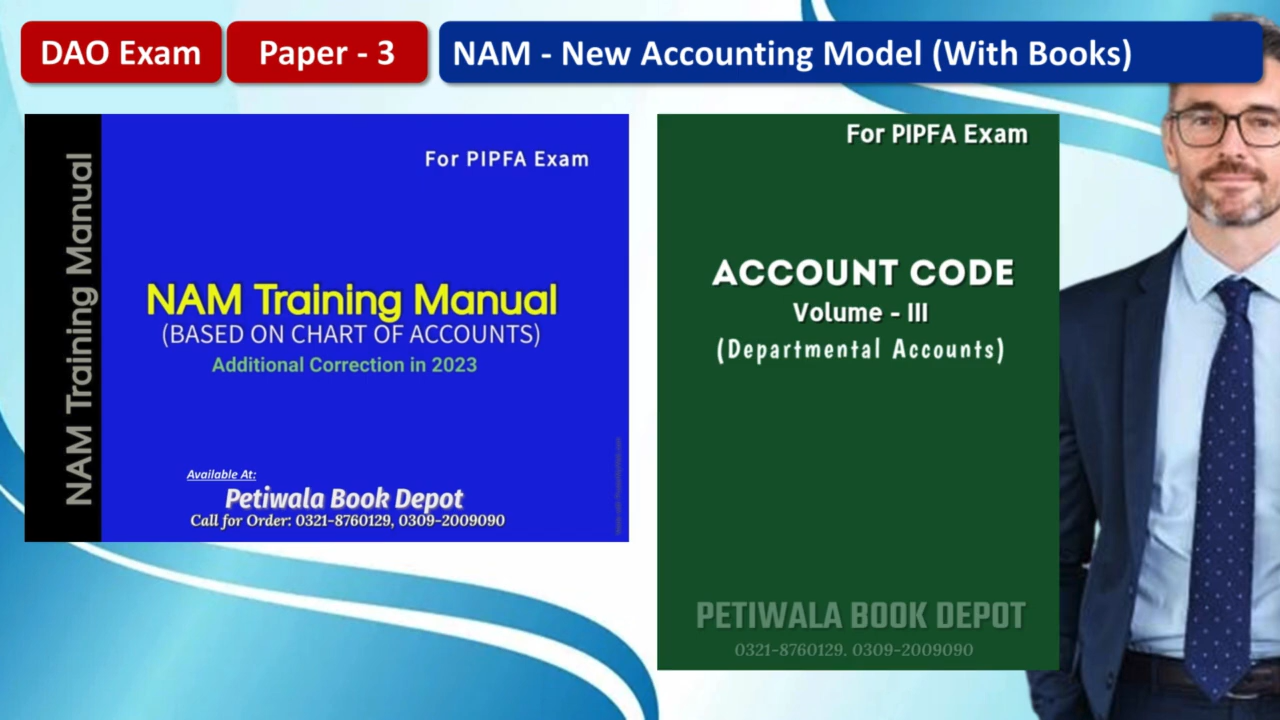 DAO Exam
Paper - 3
NAM - New Accounting Model (With Books)
NAM Training Manual
For PIPFA Exam
NAM Training Manual
(BASED ON CHART OF ACCOUNTS)
Additional Correction in 2023
Available At:
Petiwala Book Depot
Call for Order: 0321-8760129, 0309-2009090
For PIPFA Exam
ACCOUNT CODE
Volume - III
(Departmental Accounts)
PETIWALA BOOK DEPOT
0321-8760129. 0309-2009090